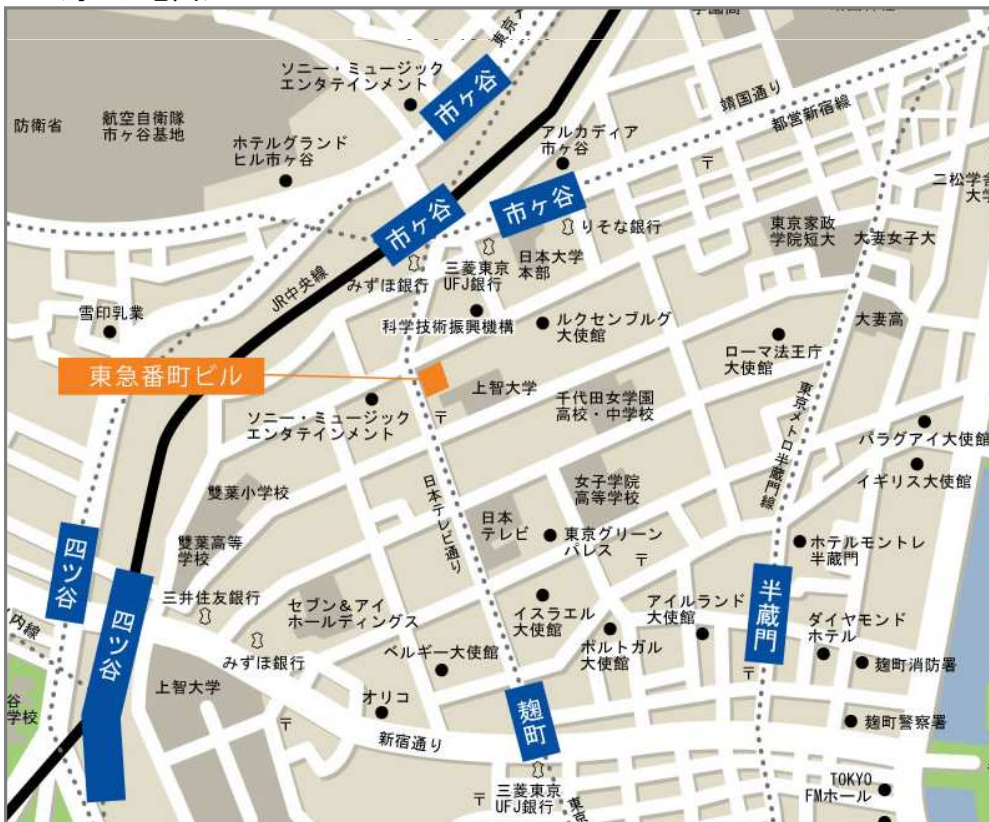 ソニー・ミュージック
エンタテインメント
市ヶ谷
靖国通り
都営新宿線
防衛省
航空自衛隊
市ヶ谷基地
ホテルグランド
ヒル市ヶ谷
アルカディア
市ヶ谷
〒
市ヶ谷
市ヶ谷
りそな銀行
東京家政
学院短大
大妻女子大
日本大学
本部
三菱東京
UFJ銀行
みずほ銀行
JR中央線
雪印乳業
科学技術振興機構
ルクセンブルグ
大使館
大妻高
ローマ法王庁
大使館
東急番町ビル
上智大学
千代田女学園
高校・中学校
ソニー・ミュージック
エンタテインメント
〒
東京メトロ半蔵門線
パラグアイ大使館
イギリス大使館
雙葉小学校
日本テレビ通り
女子学院
高等学校
日本
テレビ
東京グリーン
パレス
〒
ホテルモントレ
半蔵門
雙葉高等
学校
四ツ谷
四ツ谷
三井住友銀行
セブン&アイ
ホールディングス
イスラエル
大使館
アイルランド
大使館
半蔵門
ダイヤモンド
ホテル
みずほ銀行
ベルギー大使館
ポルトガル
大使館
麹町消防署
〒
上智大学
オリコ
麹町
麹町警察署
〒
新宿通り
三菱東京
UFJ銀行
〒
TOKYO
FMホール